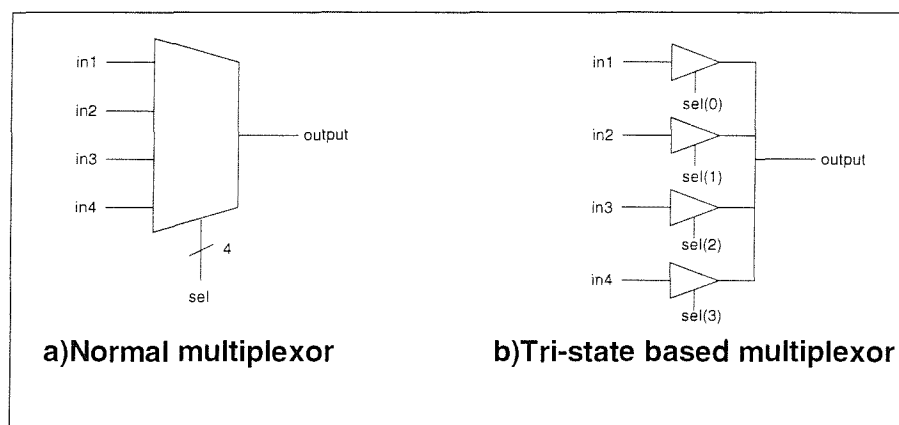 in1
in2
in3
in4
output
4
sel
a)Normal multiplexor
in1
sel(0)
in2
sel(1)
in3
sel(2)
in4
sel(3)
output
b)Tri-state based multiplexor